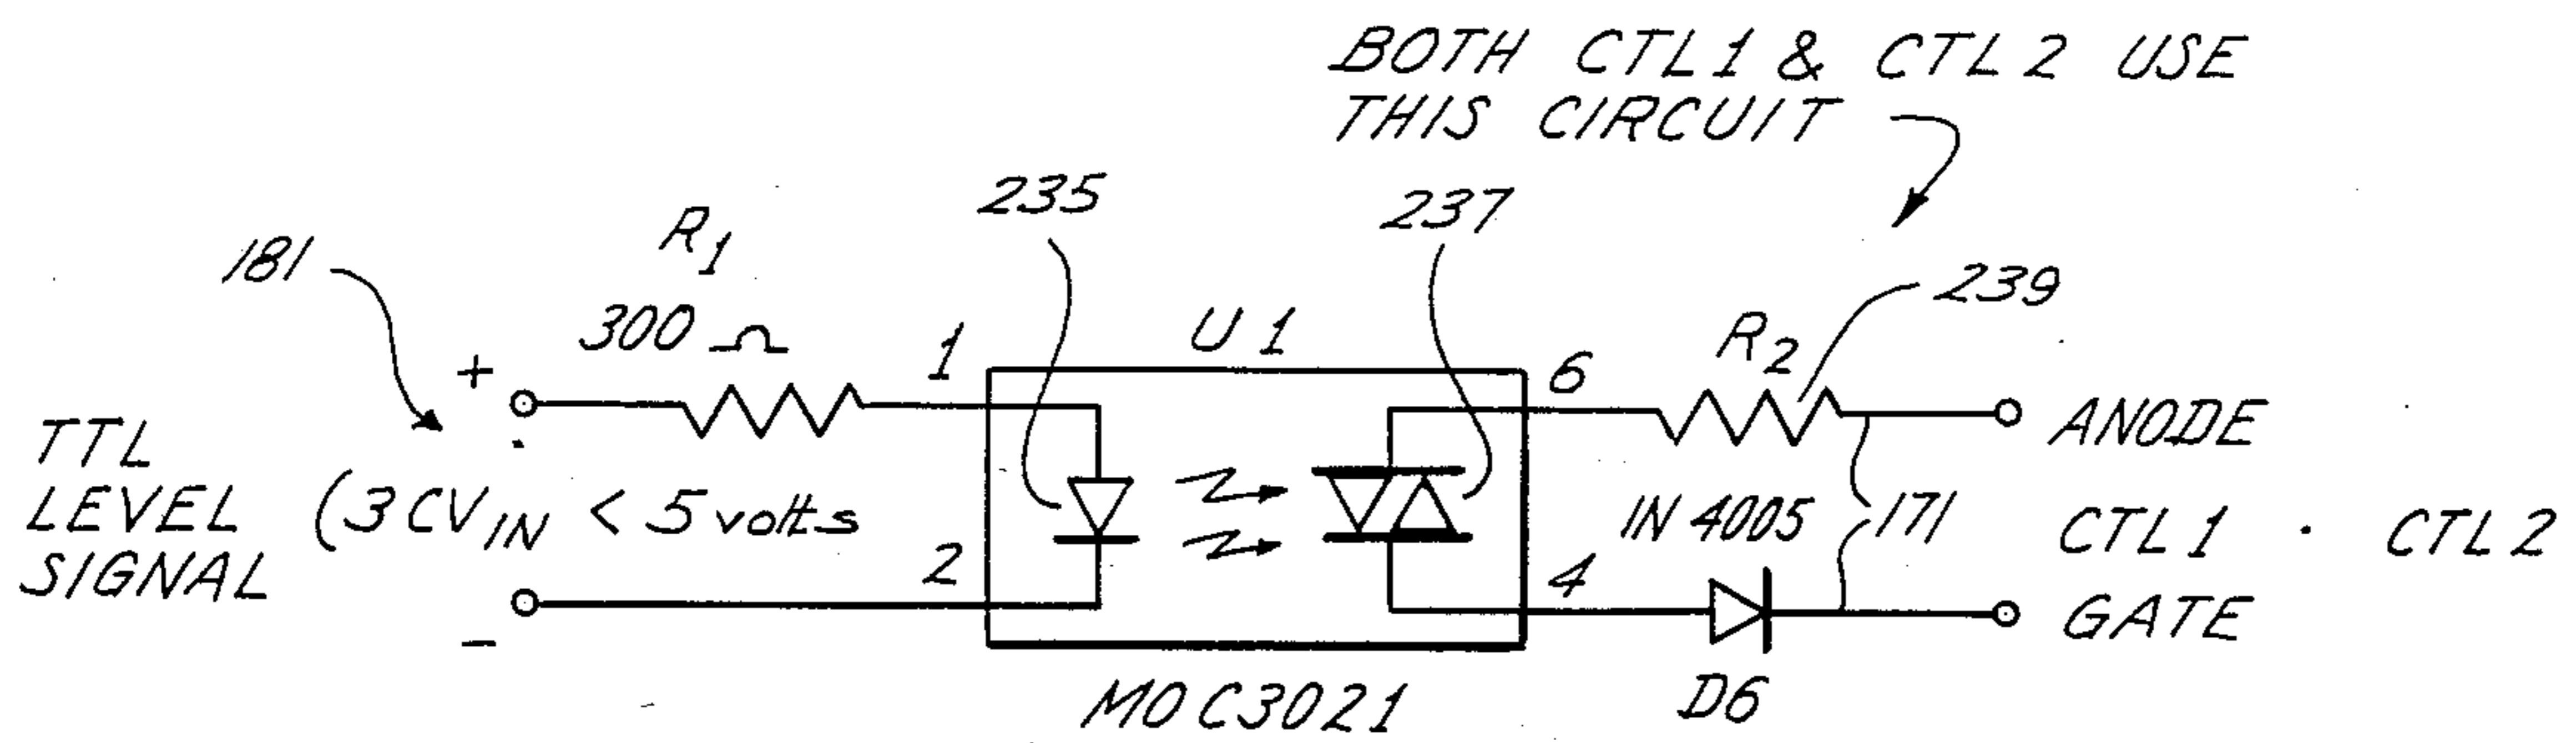 BOTH CTL1 & CTL2 USE
THIS CIRCUIT
235
237
181
R1
239
300 Ω
1
U1
6
R2
+
ANODE
TTL
LEVEL
SIGNAL
(3 CVIN < 5 volts
IN 4005
171
CTL1 · CTL2
2
4
GATE
-
MOC3021
D6